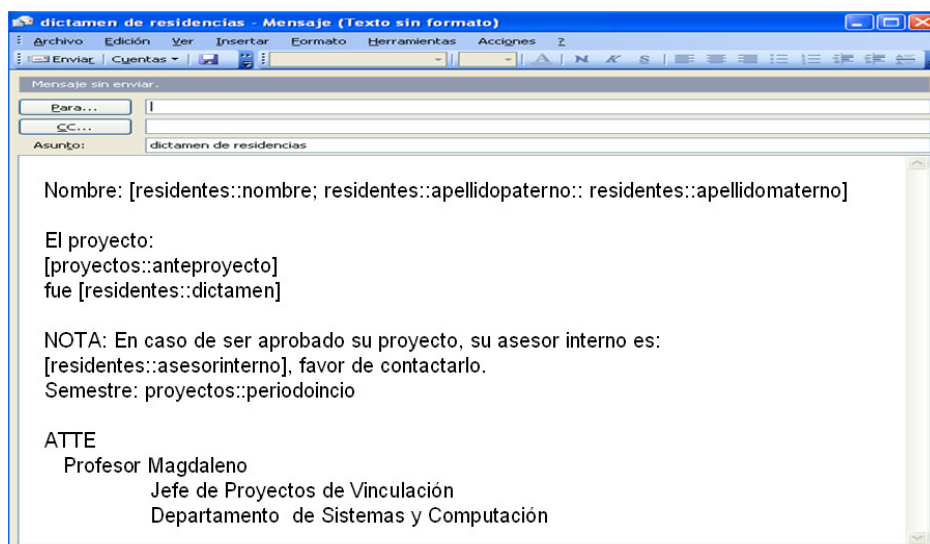 dictamen de residencias - Mensaje (Texto sin formato)
Archivo Edición Ver Insertar Formato Herramientas Acciones ?
Enviar Cuentas N K S
Mensaje sin enviar.
Para...
CC...
Asunto: dictamen de residencias
Nombre: [residentes::nombre; residentes::apellidopaterno:: residentes::apellidomaterno]
El proyecto:
[proyectos::anteproyecto]
fue [residentes::dictamen]
NOTA: En caso de ser aprobado su proyecto, su asesor interno es:
[residentes::asesorinterno], favor de contactarlo.
Semestre: proyectos::periodoincio
ATTE
Profesor Magdaleno
Jefe de Proyectos de Vinculación
Departamento de Sistemas y Computación